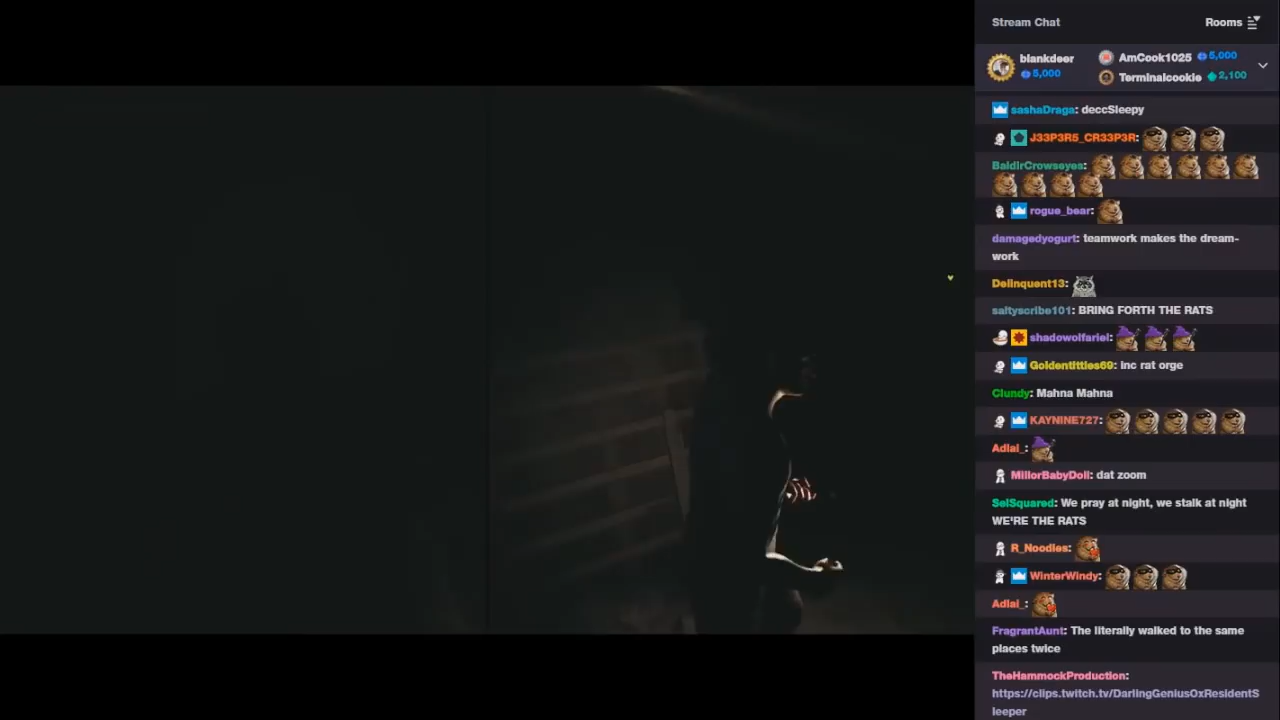 Stream Chat
Rooms
blankdeer
5,000
AmCook1025 5,000
Terminalcookie 2,100
sashaDraga: deccSleepy
J33P3R5_CR33P3R:
BaldirCrowseyes:
rogue_bear:
damagedyogurt: teamwork makes the dream-
work
Delinquent13:
saltyscribe101: BRING FORTH THE RATS
shadowolfariel:
Goldentitties69: inc rat orge
Clundy: Mahna Mahna
KAYNINE727:
Adlai_:
MillorBabyDoll: dat zoom
SelSquared: We pray at night, we stalk at night
WE'RE THE RATS
R_Noodles:
WinterWindy:
Adlai_:
FragrantAunt: The literally walked to the same
places twice
TheHammockProduction:
https://clips.twitch.tv/DarlingGeniusOxResidentS
leeper